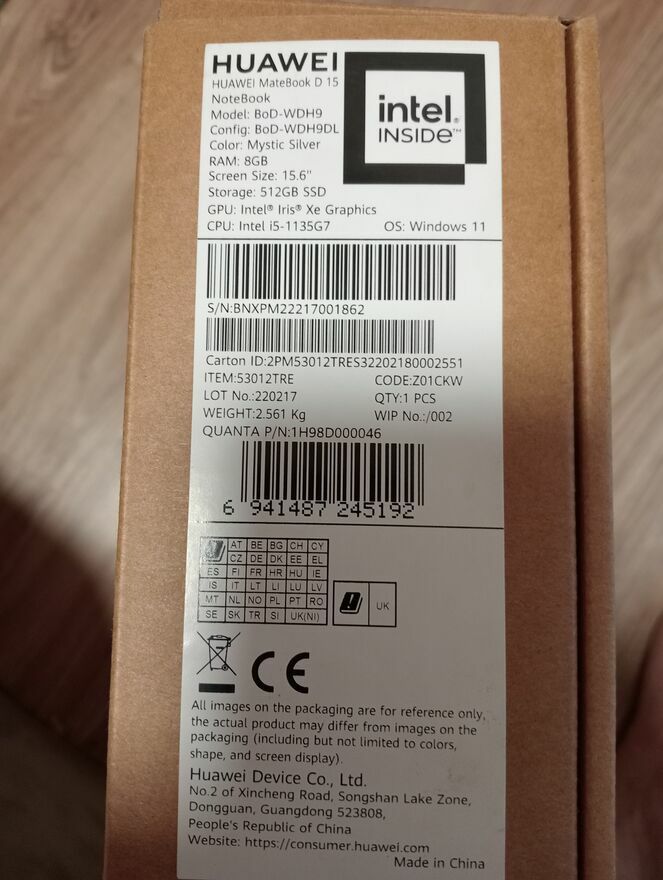 HUAWEI
HUAWEI MateBook D 15
NoteBook
Model: BoD-WDH9
Config: BoD-WDH9DL
Color: Mystic Silver
RAM: 8GB
Screen Size: 15.6"
Storage: 512GB SSD
GPU: Intel® Iris® Xe Graphics
CPU: Intel i5-1135G7 OS: Windows 11
intel®
INSIDE™
S/N:BNXPM22217001862
Carton ID:2PM53012TRES32202180002551
ITEM:53012TRE CODE:Z01CKW
LOT No.:220217 QTY:1 PCS
WEIGHT:2.561 Kg WIP No.:/002
QUANTA P/N:1H98D000046
6 941487 245192
AT BE BG CH CY
CZ DE DK EE EL
ES FI FR HR HU IE
IS IT LT LI LU LV
MT NL NO PL PT RO
SE SK TR SI UK(NI)
UK
CE
All images on the packaging are for reference only,
the actual product may differ from images on the
packaging (including but not limited to colors,
shape, and screen display).
Huawei Device Co., Ltd.
No.2 of Xincheng Road, Songshan Lake Zone,
Dongguan, Guangdong 523808,
People's Republic of China
Website: https://consumer.huawei.com
Made in China